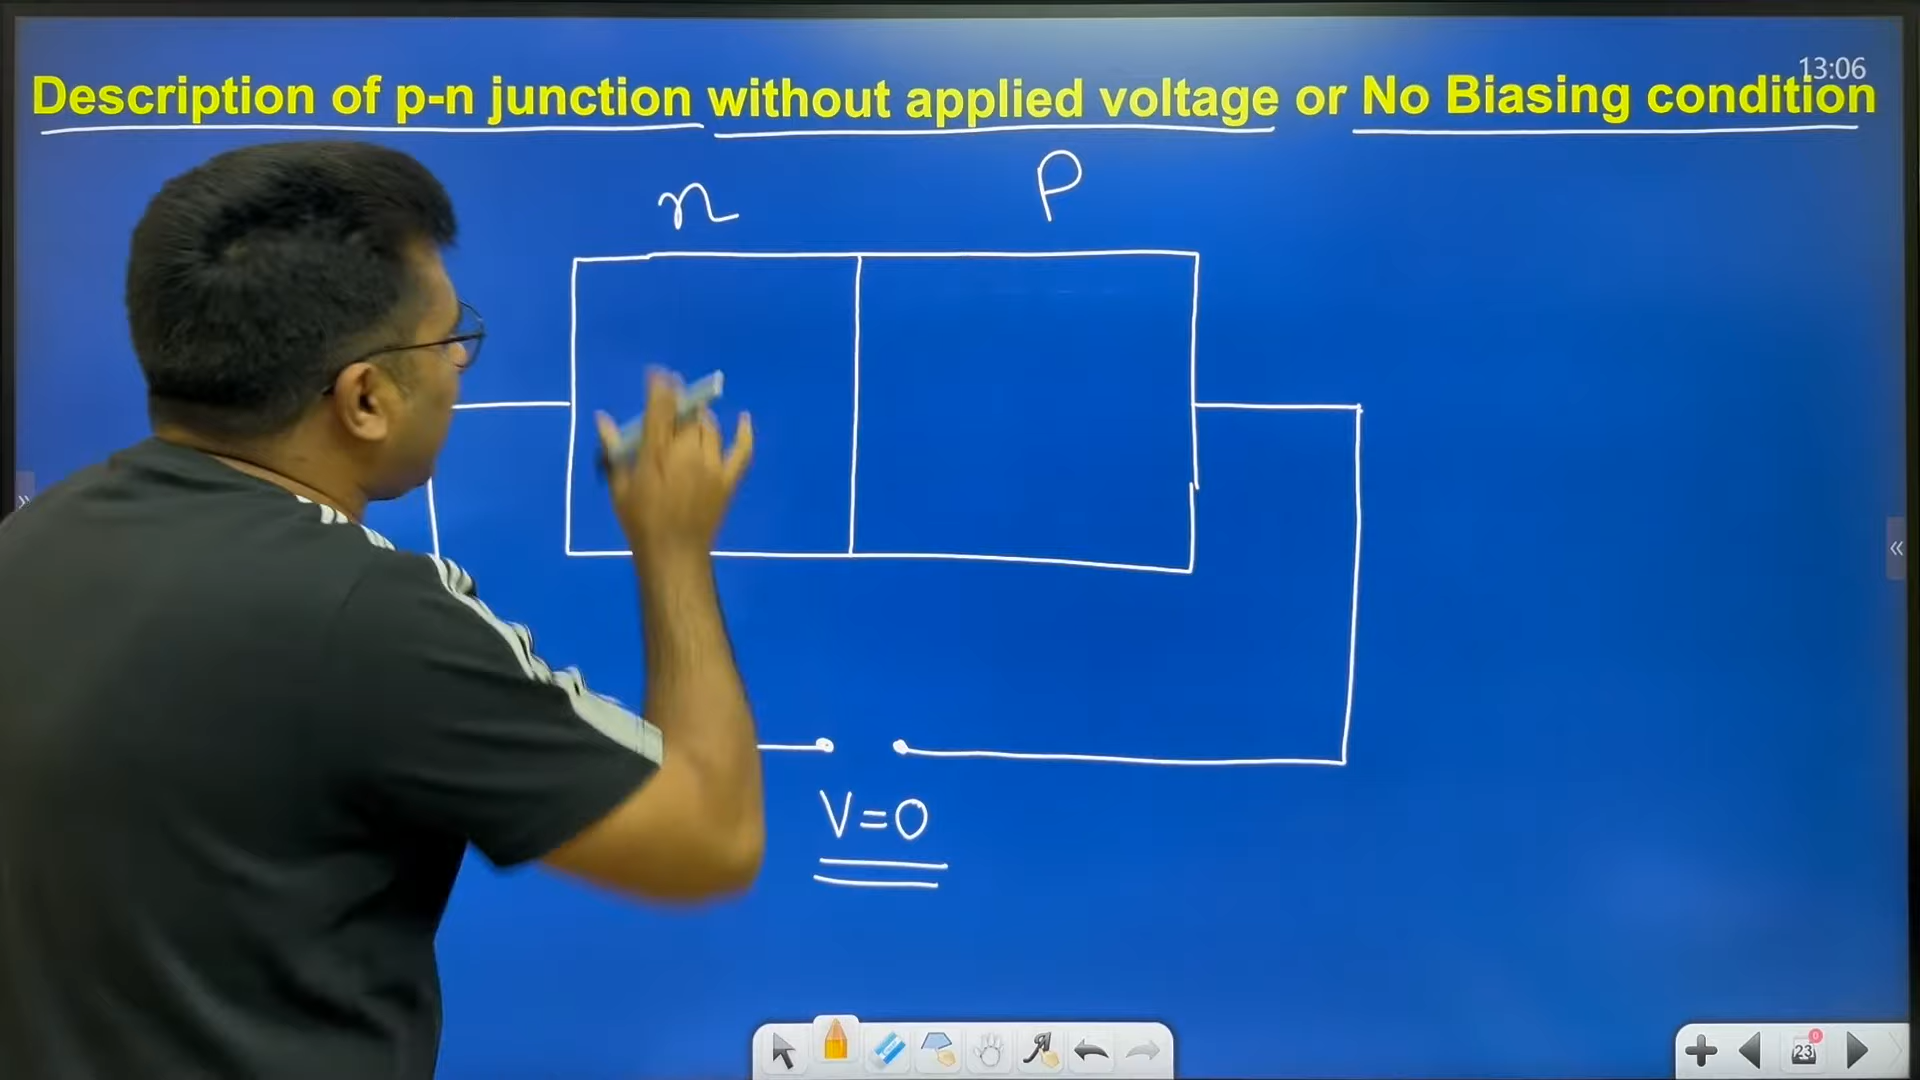 13:06
Description of p-n junction without applied voltage or No Biasing condition
n P
V=0
23